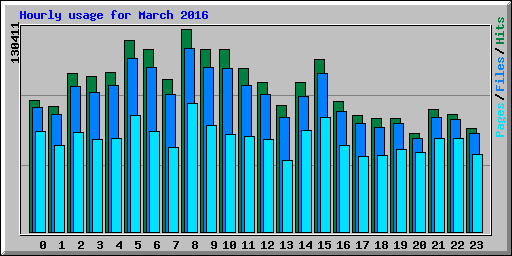 Hourly usage for March 2016
130411
Pages/Files/Hits
0 1 2 3 4 5 6 7 8 9 10 11 12 13 14 15 16 17 18 19 20 21 22 23